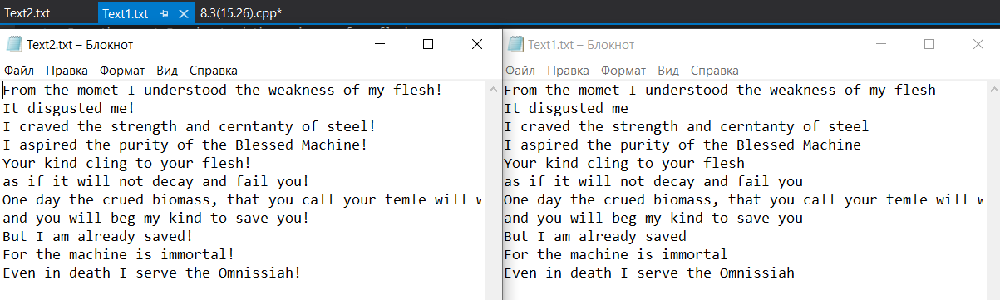 Text2.txt Text1.txt 8.3(15.26).cpp*
Text2.txt – Блокнот
Файл Правка Формат Вид Справка
From the momet I understood the weakness of my flesh!
It disgusted me!
I craved the strength and cerntanty of steel!
I aspired the purity of the Blessed Machine!
Your kind cling to your flesh!
as if it will not decay and fail you!
One day the crued biomass, that you call your temle will
and you will beg my kind to save you!
But I am already saved!
For the machine is immortal!
Even in death I serve the Omnissiah!
Text1.txt – Блокнот
Файл Правка Формат Вид Справка
From the momet I understood the weakness of my flesh
It disgusted me
I craved the strength and cerntanty of steel
I aspired the purity of the Blessed Machine
Your kind cling to your flesh
as if it will not decay and fail you
One day the crued biomass, that you call your temle will
and you will beg my kind to save you
But I am already saved
For the machine is immortal
Even in death I serve the Omnissiah